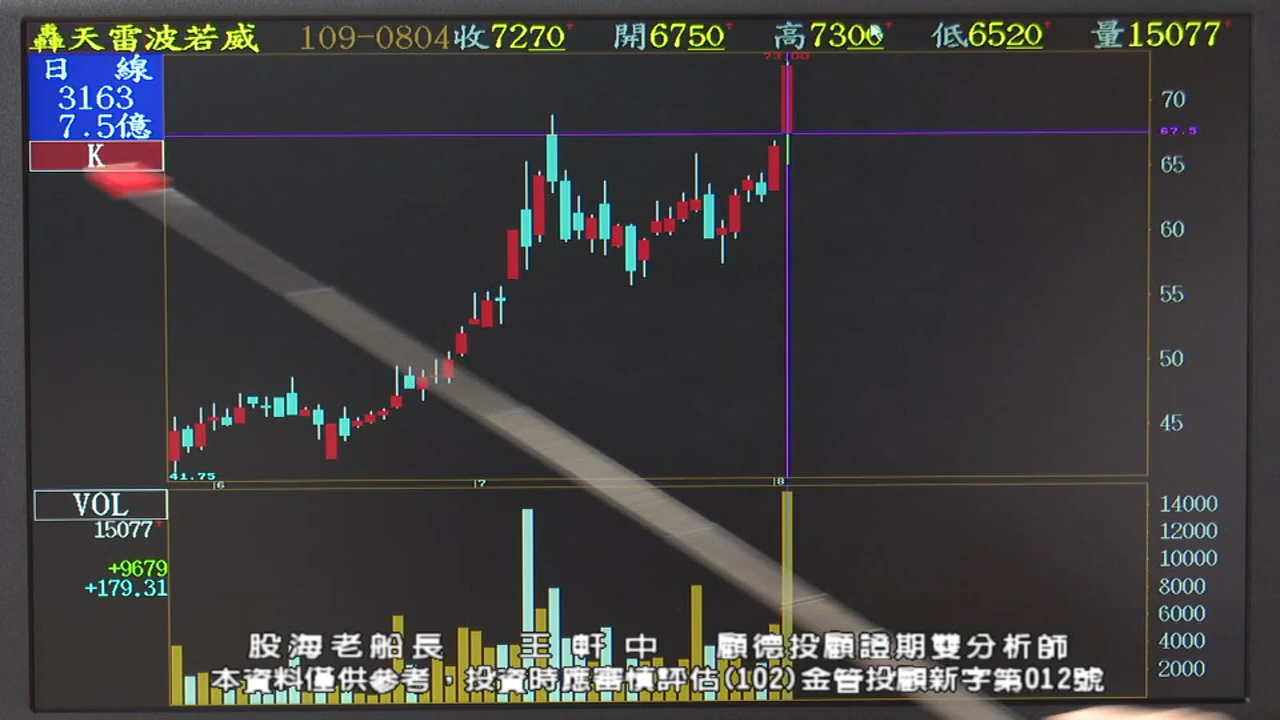 轟天雷波若威 109-0804 收7270 開6750 高7300 低6520 量15077
日 線
3163
7.5億
K
73.00
70
67.5
65
60
55
50
45
41.75
6 7 8
VOL
15077
+9679
+179.31
14000
12000
10000
8000
6000
4000
2000
股海老船長 王軒中 顧德投顧證期雙分析師
本資料僅供參考，投資時應審慎評估(102)金管投顧新字第012號